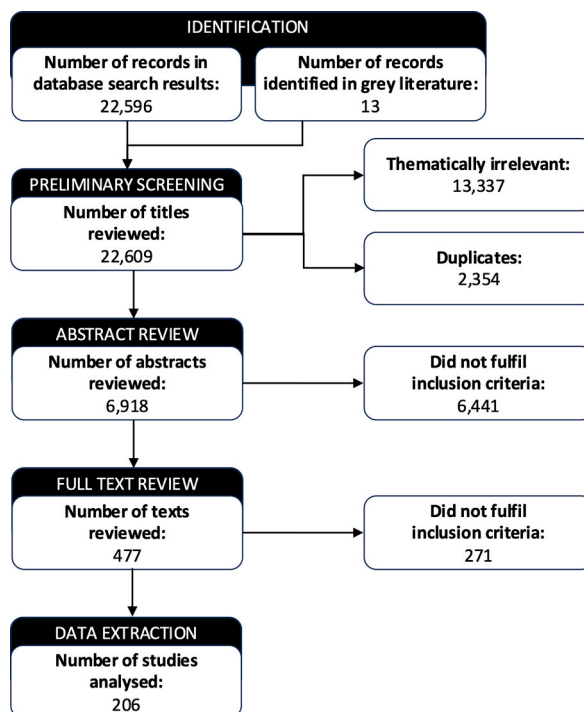 IDENTIFICATION
Number of records in
database search results:
22,596
Number of records
identified in grey literature:
13
PRELIMINARY SCREENING
Number of titles
reviewed:
22,609
Thematically irrelevant:
13,337
Duplicates:
2,354
ABSTRACT REVIEW
Number of abstracts
reviewed:
6,918
Did not fulfil
inclusion criteria:
6,441
FULL TEXT REVIEW
Number of texts
reviewed:
477
Did not fulfil
inclusion criteria:
271
DATA EXTRACTION
Number of studies
analysed:
206